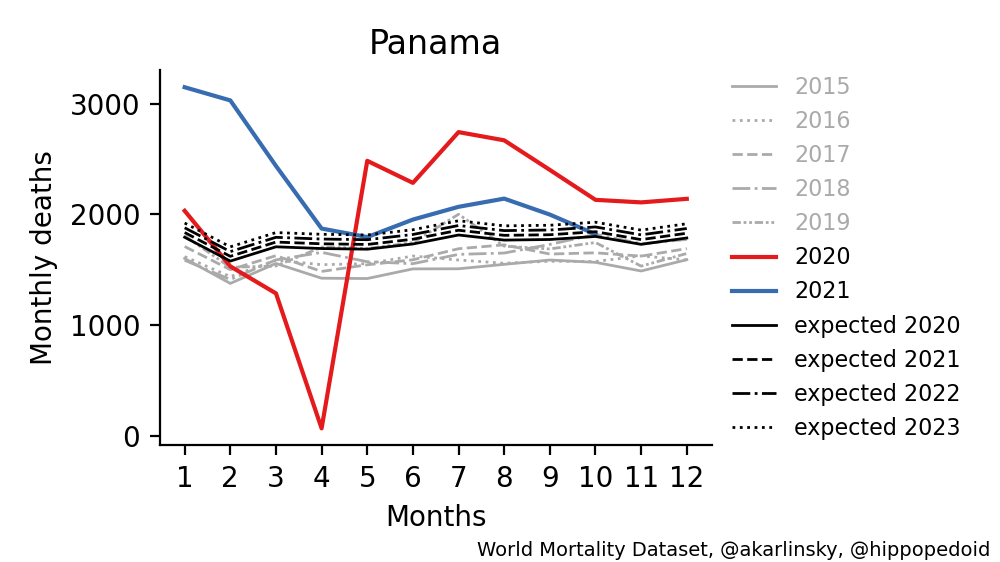 Panama
Monthly deaths
3000
2000
1000
0
1 2 3 4 5 6 7 8 9 10 11 12
Months
2015
2016
2017
2018
2019
2020
2021
expected 2020
expected 2021
expected 2022
expected 2023
World Mortality Dataset, @akarlinsky, @hippopedoid